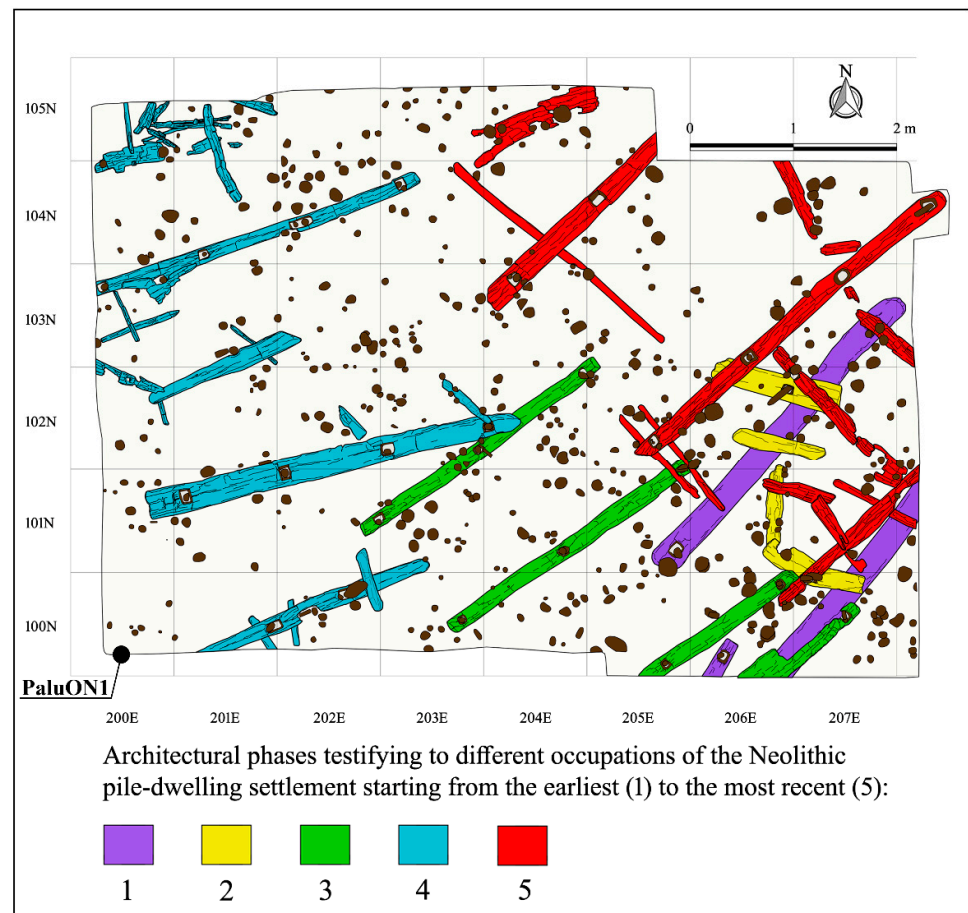 105N
N
0 1 2 m
104N
103N
102N
101N
100N
PaluON1
200E 201E 202E 203E 204E 205E 206E 207E
Architectural phases testifying to different occupations of the Neolithic
pile-dwelling settlement starting from the earliest (1) to the most recent (5):
1 2 3 4 5